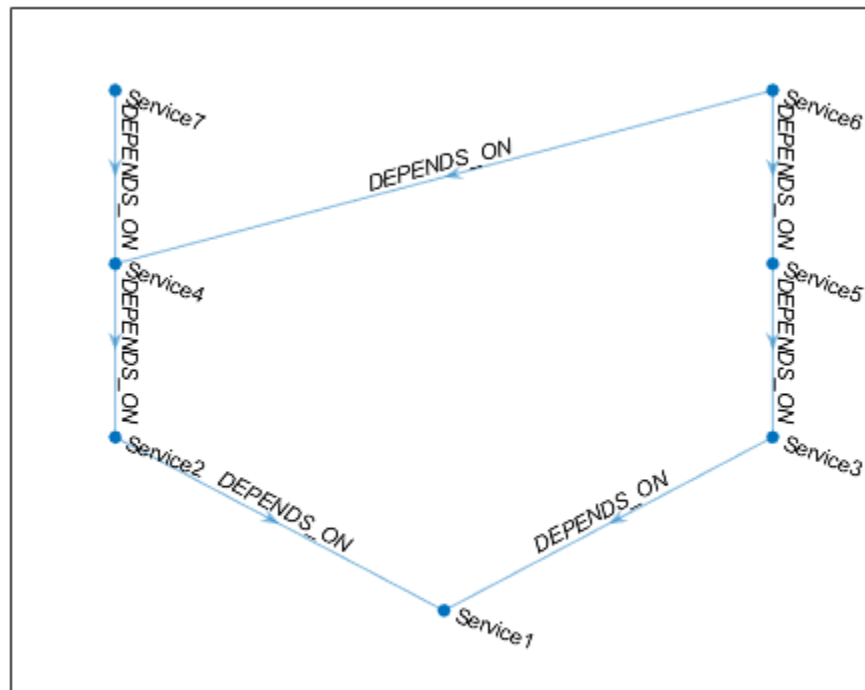 Service7
Service6
DEPENDS_ON
DEPENDS_ON
DEPENDS_ON
Service4
Service5
DEPENDS_ON
DEPENDS_ON
Service2
Service3
DEPENDS_ON
DEPENDS_ON
Service1